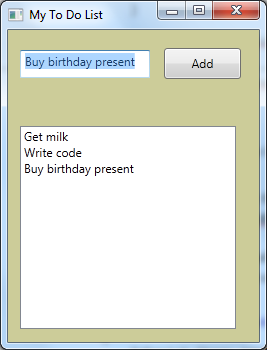 My To Do List
Buy birthday present
Add
Get milk
Write code
Buy birthday present